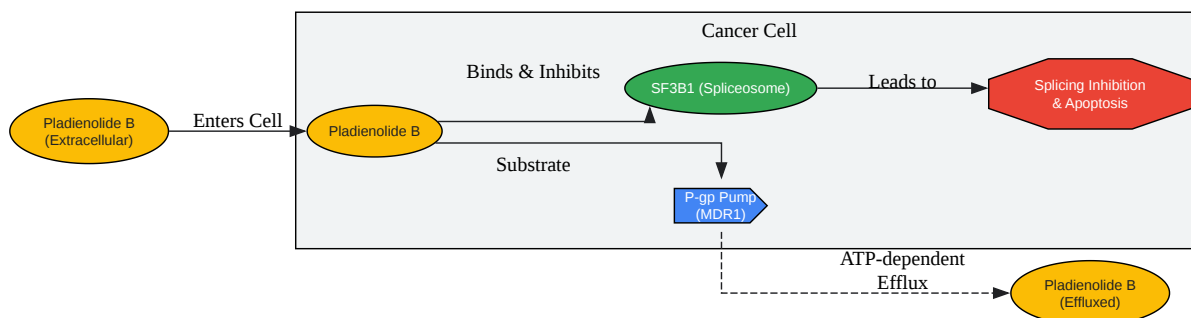 Cancer Cell
Binds & Inhibits
SF3B1 (Spliceosome)
Leads to
Splicing Inhibition
& Apoptosis
Pladienolide B
(Extracellular)
Enters Cell
Pladienolide B
Substrate
P-gp Pump
(MDR1)
ATP-dependent
Efflux
Pladienolide B
(Effluxed)